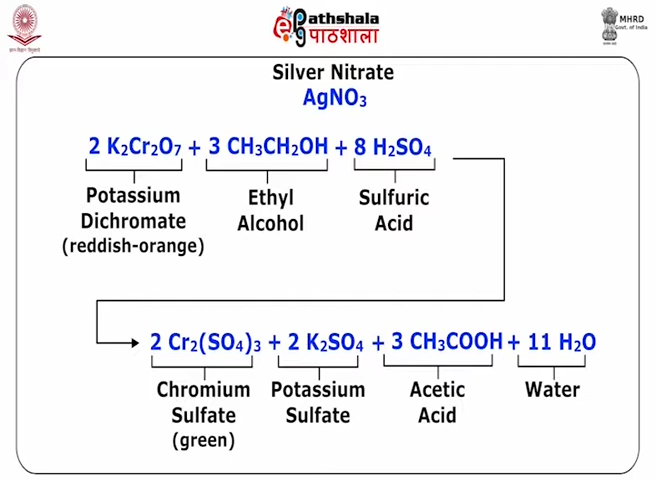 ePathshala
पाठशाला
MHRD
Govt. of India
Silver Nitrate
AgNO3
2 K2Cr2O7 + 3 CH3CH2OH + 8 H2SO4
Potassium Dichromate (reddish-orange)
Ethyl Alcohol
Sulfuric Acid
2 Cr2(SO4)3 + 2 K2SO4 + 3 CH3COOH + 11 H2O
Chromium Sulfate (green)
Potassium Sulfate
Acetic Acid
Water